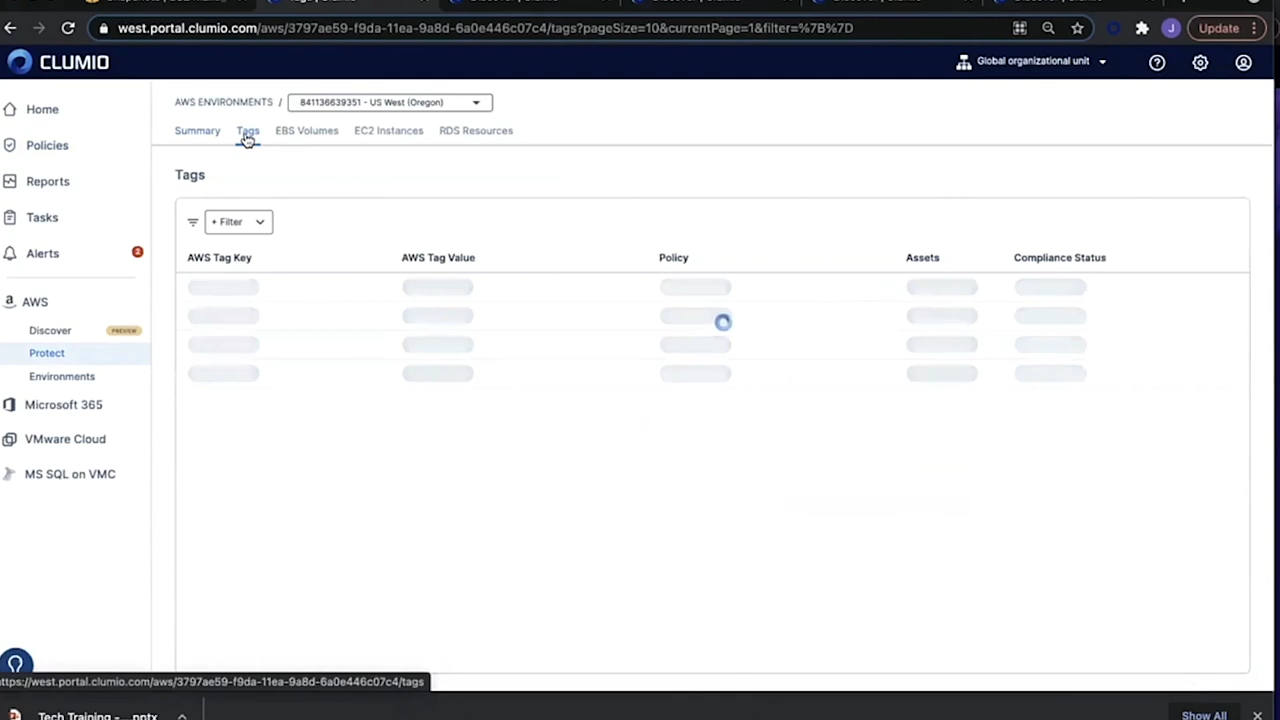 west.portal.clumio.com/aws/3797ae59-f9da-11ea-9a8d-6a0e446c07c4/tags?pageSize=10&currentPage=1&filter=%7B%7D
J
Update
CLUMIO
Global organizational unit
Home
Policies
Reports
Tasks
Alerts
2
AWS
Discover
PREVIEW
Protect
Environments
Microsoft 365
VMware Cloud
MS SQL on VMC
AWS ENVIRONMENTS / 841136639351 - US West (Oregon)
Summary Tags EBS Volumes EC2 Instances RDS Resources
Tags
+ Filter
AWS Tag Key AWS Tag Value Policy Assets Compliance Status
https://west.portal.clumio.com/aws/3797ae59-f9da-11ea-9a8d-6a0e446c07c4/tags
Tech Training - ....pptx
Show All